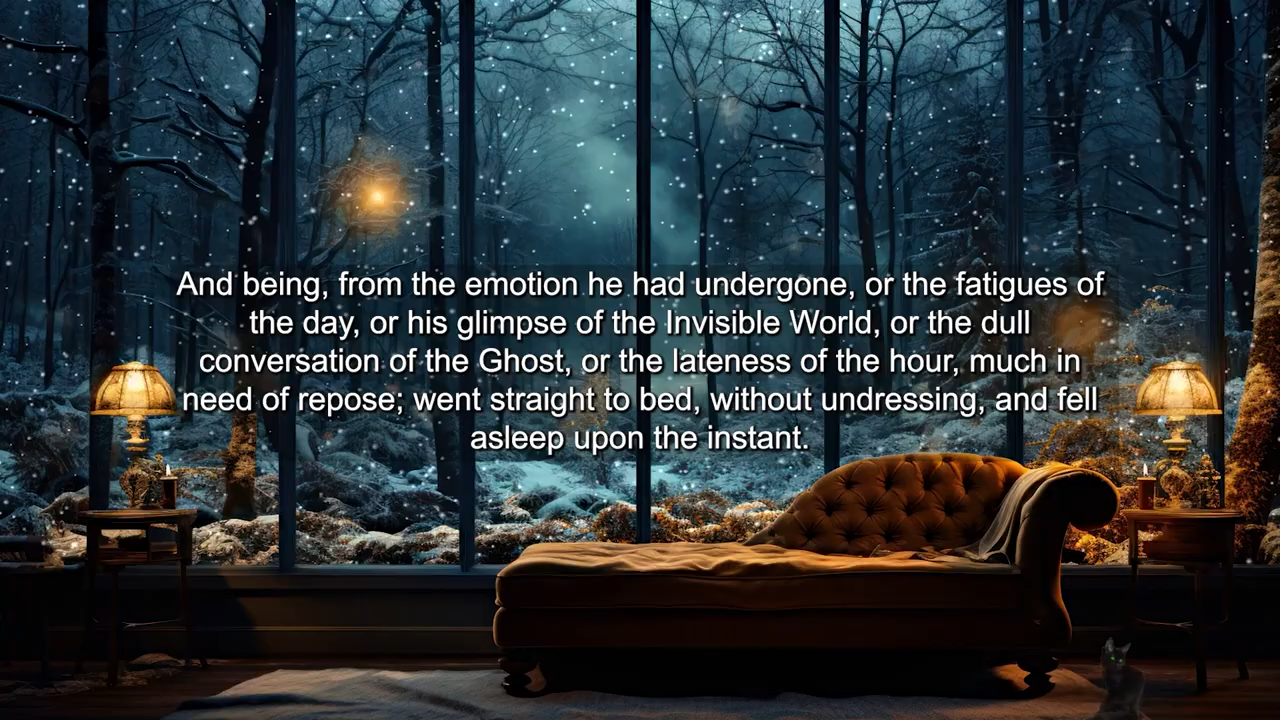 And being, from the emotion he had undergone, or the fatigues of
the day, or his glimpse of the Invisible World, or the dull
conversation of the Ghost, or the lateness of the hour, much in
need of repose; went straight to bed, without undressing, and fell
asleep upon the instant.